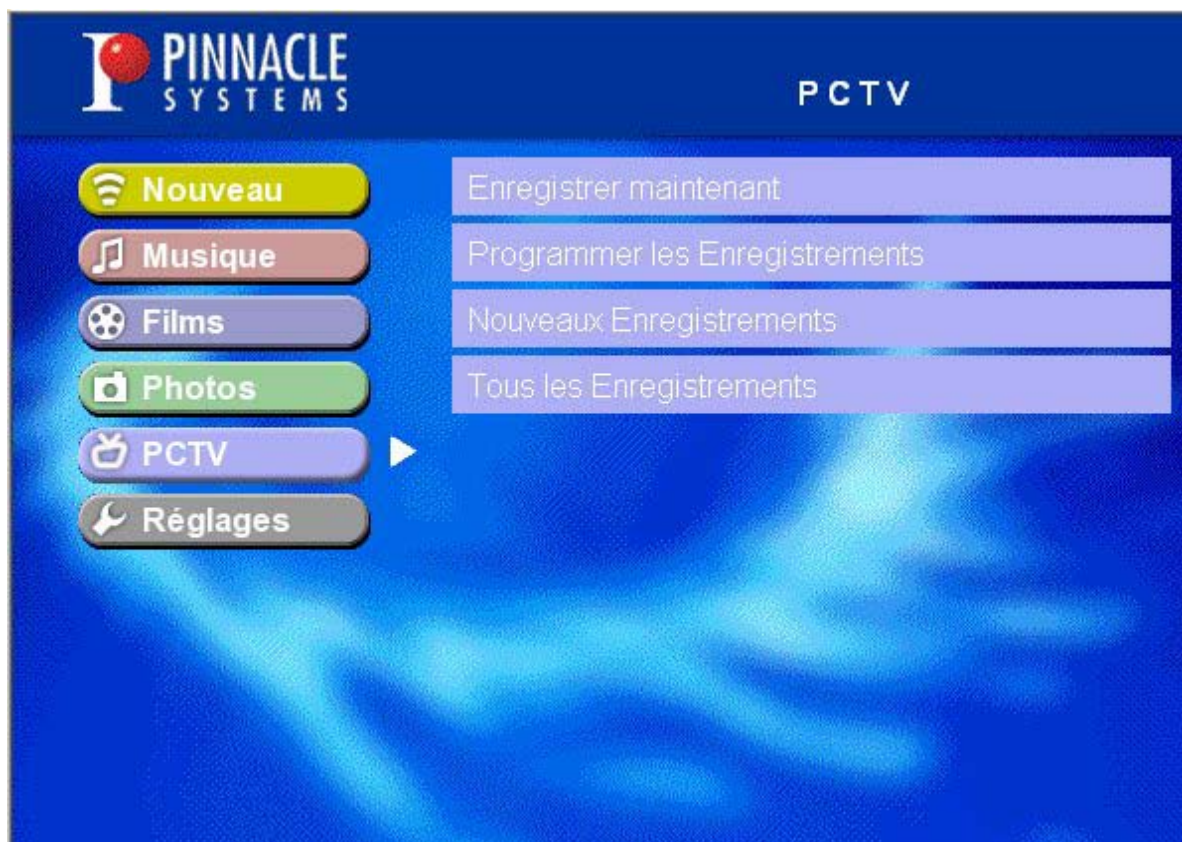 PINNACLE
SYSTEMS
PCTV
Nouveau
Musique
Films
Photos
PCTV
Réglages
Enregistrer maintenant
Programmer les Enregistrements
Nouveaux Enregistrements
Tous les Enregistrements